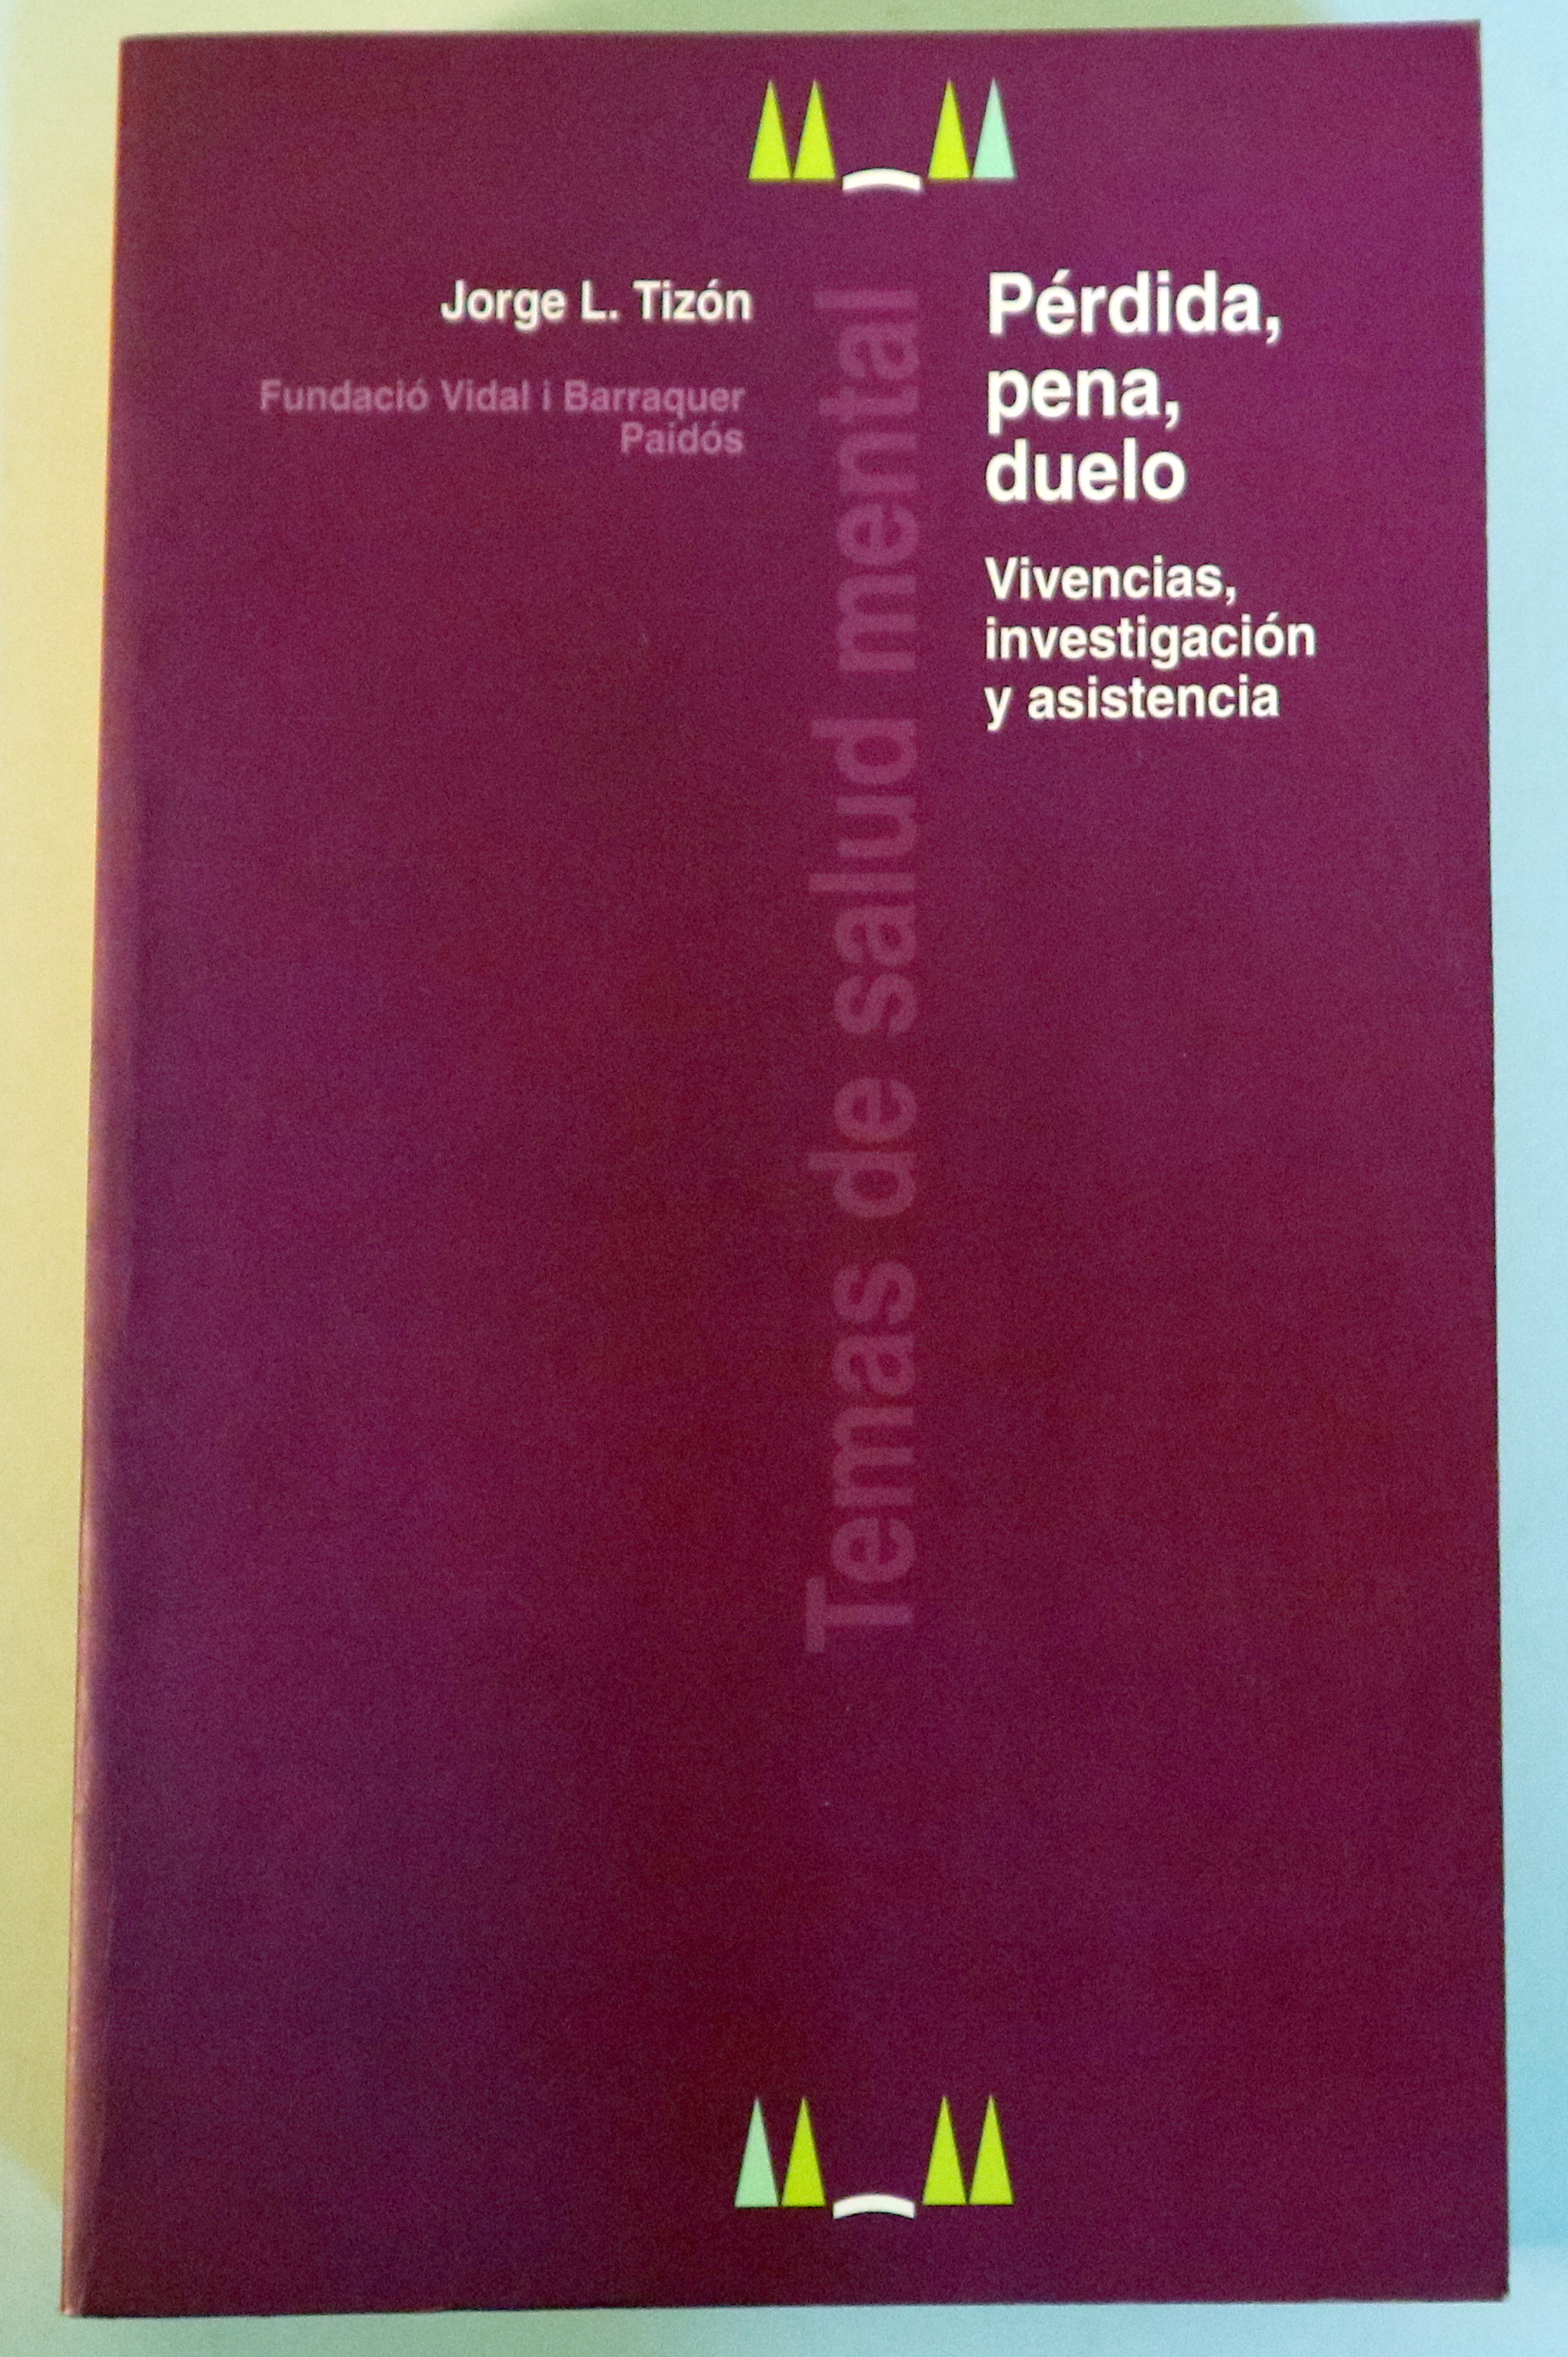 Jorge L. Tizón
Fundació Vidal i Barraquer
Paidós
Temas de salud mental
Pérdida,
pena,
duelo
Vivencias,
investigación
y asistencia